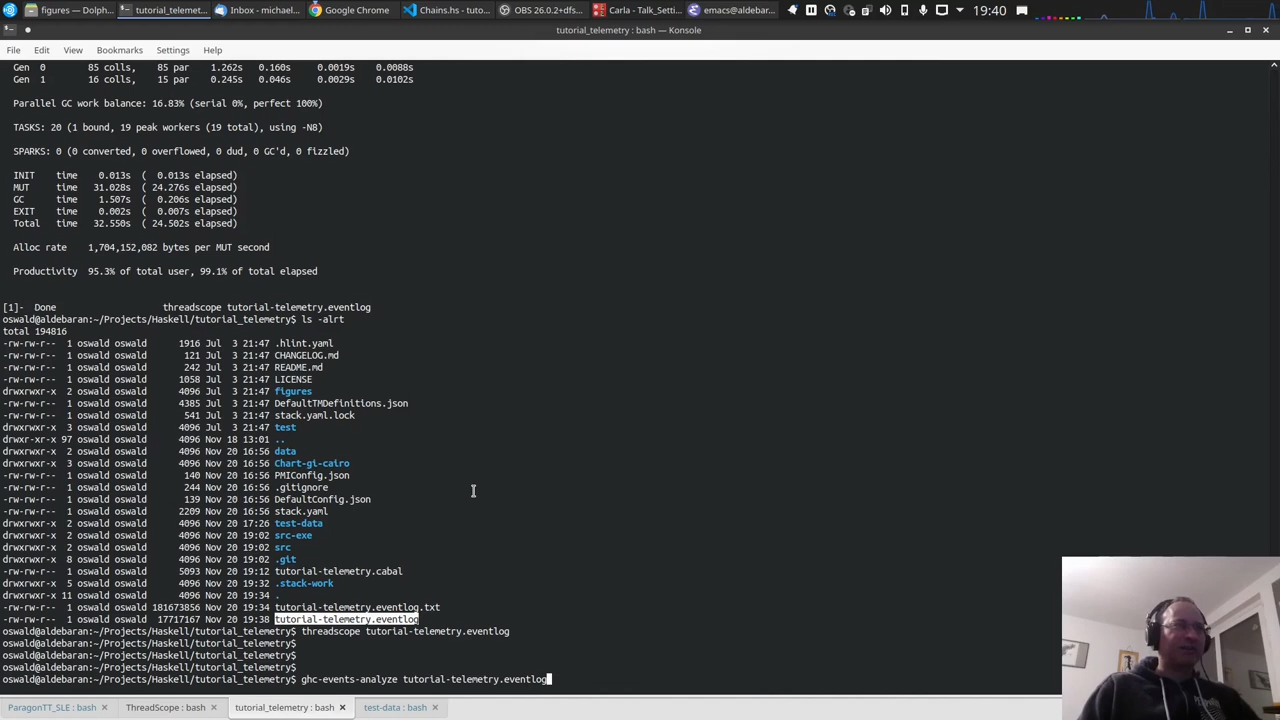 figures — Dolph...
tutorial_telemet...
Inbox - michael...
Google Chrome
Chains.hs - tuto...
OBS 26.0.2+dfs...
Carla - Talk_Setti...
emacs@aldebar...
19:40
tutorial_telemetry : bash — Konsole
File Edit View Bookmarks Settings Help
Gen 0 85 colls, 85 par 1.262s 0.160s 0.0019s 0.0088s
Gen 1 16 colls, 15 par 0.245s 0.046s 0.0029s 0.0102s
Parallel GC work balance: 16.83% (serial 0%, perfect 100%)
TASKS: 20 (1 bound, 19 peak workers (19 total), using -N8)
SPARKS: 0 (0 converted, 0 overflowed, 0 dud, 0 GC'd, 0 fizzled)
INIT time 0.013s ( 0.013s elapsed)
MUT time 31.028s ( 24.276s elapsed)
GC time 1.507s ( 0.206s elapsed)
EXIT time 0.002s ( 0.007s elapsed)
Total time 32.550s ( 24.502s elapsed)
Alloc rate 1,704,152,082 bytes per MUT second
Productivity 95.3% of total user, 99.1% of total elapsed
[1]- Done threadscope tutorial-telemetry.eventlog
oswald@aldebaran:~/Projects/Haskell/tutorial_telemetry$ ls -alrt
total 194816
-rw-rw-r-- 1 oswald oswald 1916 Jul 3 21:47 .hlint.yaml
-rw-rw-r-- 1 oswald oswald 121 Jul 3 21:47 CHANGELOG.md
-rw-rw-r-- 1 oswald oswald 242 Jul 3 21:47 README.md
-rw-rw-r-- 1 oswald oswald 1058 Jul 3 21:47 LICENSE
drwxrwxr-x 2 oswald oswald 4096 Jul 3 21:47 figures
-rw-rw-r-- 1 oswald oswald 4385 Jul 3 21:47 DefaultTMDefinitions.json
-rw-rw-r-- 1 oswald oswald 541 Jul 3 21:47 stack.yaml.lock
drwxrwxr-x 3 oswald oswald 4096 Jul 3 21:47 test
drwxr-xr-x 97 oswald oswald 4096 Nov 18 13:01 ..
drwxrwxr-x 2 oswald oswald 4096 Nov 20 16:56 data
drwxrwxr-x 3 oswald oswald 4096 Nov 20 16:56 Chart-gi-cairo
-rw-rw-r-- 1 oswald oswald 140 Nov 20 16:56 PMIConfig.json
-rw-rw-r-- 1 oswald oswald 244 Nov 20 16:56 .gitignore
-rw-rw-r-- 1 oswald oswald 139 Nov 20 16:56 DefaultConfig.json
-rw-rw-r-- 1 oswald oswald 2209 Nov 20 16:56 stack.yaml
drwxrwxr-x 2 oswald oswald 4096 Nov 20 17:26 test-data
drwxrwxr-x 2 oswald oswald 4096 Nov 20 19:02 src-exe
drwxrwxr-x 2 oswald oswald 4096 Nov 20 19:02 src
drwxrwxr-x 8 oswald oswald 4096 Nov 20 19:02 .git
-rw-rw-r-- 1 oswald oswald 5093 Nov 20 19:12 tutorial-telemetry.cabal
drwxrwxr-x 5 oswald oswald 4096 Nov 20 19:32 .stack-work
drwxrwxr-x 11 oswald oswald 4096 Nov 20 19:34 .
-rw-rw-r-- 1 oswald oswald 181673856 Nov 20 19:34 tutorial-telemetry.eventlog.txt
-rw-rw-r-- 1 oswald oswald 17717167 Nov 20 19:38 tutorial-telemetry.eventlog
oswald@aldebaran:~/Projects/Haskell/tutorial_telemetry$ threadscope tutorial-telemetry.eventlog
oswald@aldebaran:~/Projects/Haskell/tutorial_telemetry$
oswald@aldebaran:~/Projects/Haskell/tutorial_telemetry$
oswald@aldebaran:~/Projects/Haskell/tutorial_telemetry$
oswald@aldebaran:~/Projects/Haskell/tutorial_telemetry$ ghc-events-analyze tutorial-telemetry.eventlog
ParagonTT_SLE : bash
ThreadScope : bash
tutorial_telemetry : bash
test-data : bash